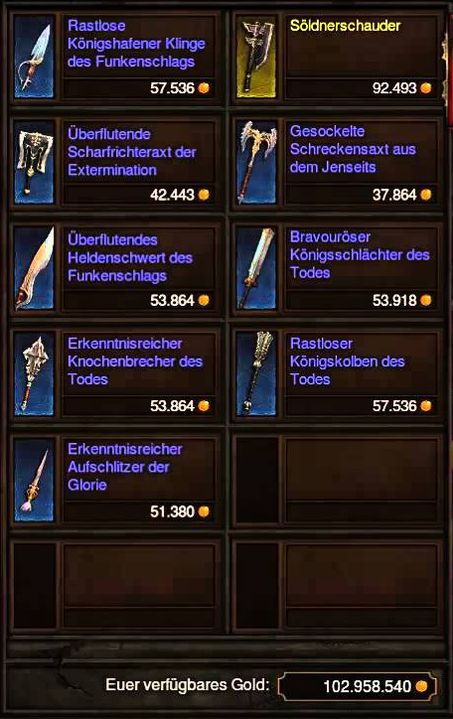 Rastlose
Königshafener Klinge
des Funkenschlags
57.536
Söldnerschauder
92.493
Überflutende
Scharfrichteraxt der
Extermination
42.443
Gesockelte
Schreckensaxt aus
dem Jenseits
37.864
Überflutendes
Heldenschwert des
Funkenschlags
53.864
Bravouröser
Königsschlächter des
Todes
53.918
Erkenntnisreicher
Knochenbrecher des
Todes
53.864
Rastloser
Königskolben des
Todes
57.536
Erkenntnisreicher
Aufschlitzer der
Glorie
51.380
Euer verfügbares Gold: 102.958.540